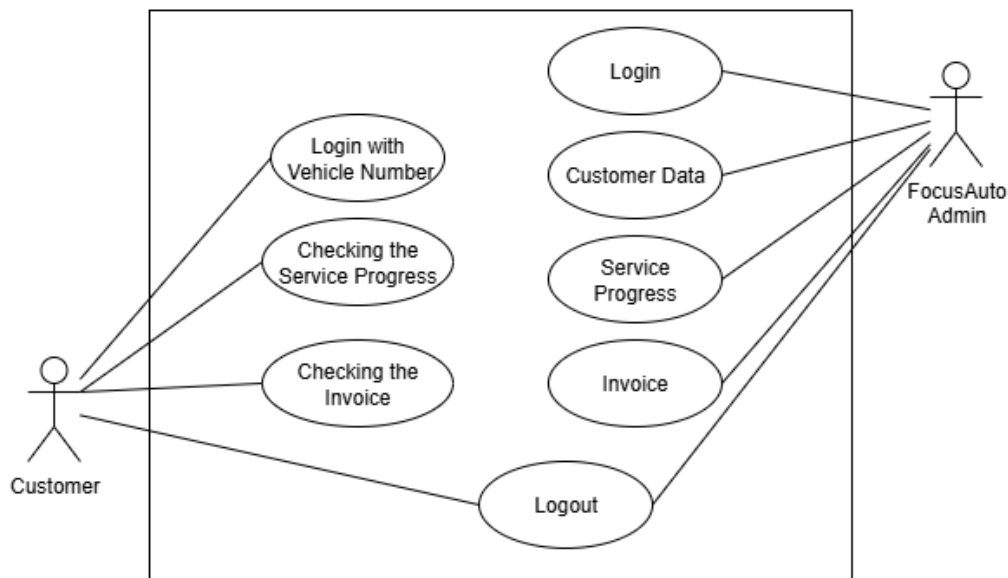 Login
Login with
Vehicle Number
Customer Data
FocusAuto
Admin
Checking the
Service Progress
Service
Progress
Checking the
Invoice
Invoice
Customer
Logout